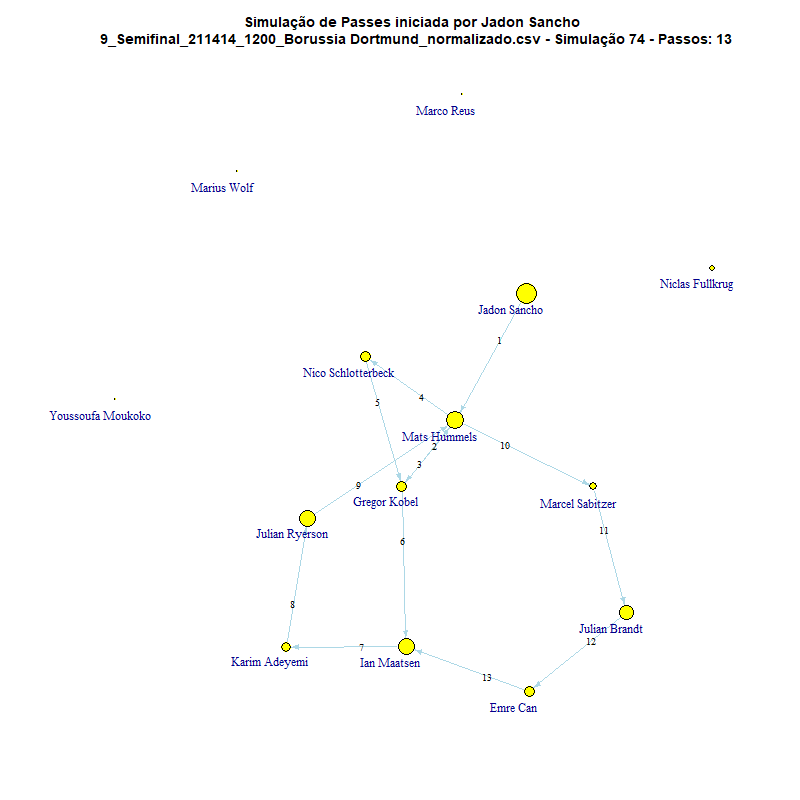 Simulação de Passes iniciada por Jadon Sancho
9_Semifinal_211414_1200_Borussia Dortmund_normalizado.csv - Simulação 74 - Passos: 13
Marco Reus
Marius Wolf
Niclas Fullkrug
Jadon Sancho
1
Nico Schlotterbeck
4
5
Youssoufa Moukoko
Mats Hummels
2
10
3
9
Gregor Kobel
Marcel Sabitzer
Julian Ryerson
11
6
8
Julian Brandt
12
7
Karim Adeyemi
Ian Maatsen
13
Emre Can